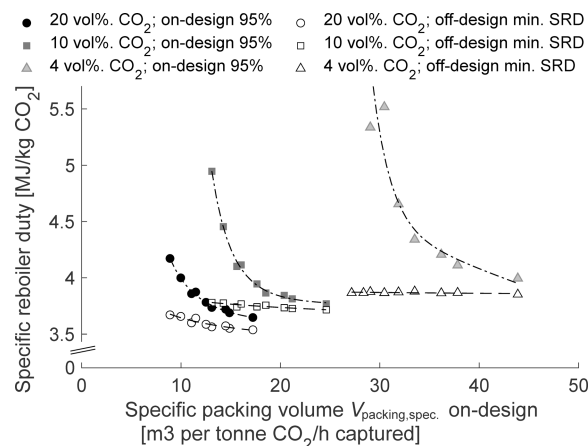 20 vol%. CO2; on-design 95%
20 vol%. CO2; off-design min. SRD
10 vol%. CO2; on-design 95%
10 vol%. CO2; off-design min. SRD
4 vol%. CO2; on-design 95%
4 vol%. CO2; off-design min. SRD
Specific reboiler duty [MJ/kg CO2]
5.5
5
4.5
4
3.5
0
0
10
20
30
40
50
Specific packing volume Vpacking,spec. on-design
[m3 per tonne CO2/h captured]